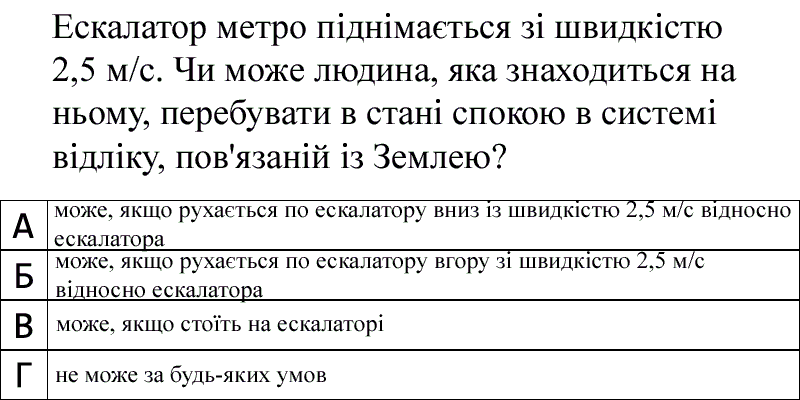 Ескалатор метро піднімається зі швидкістю
2,5 м/с. Чи може людина, яка знаходиться на
ньому, перебувати в стані спокою в системі
відліку, пов'язаній із Землею?
А
може, якщо рухається по ескалатору вниз із швидкістю 2,5 м/с відносно
ескалатора
Б
може, якщо рухається по ескалатору вгору зі швидкістю 2,5 м/с
відносно ескалатора
В
може, якщо стоїть на ескалаторі
Г
не може за будь-яких умов